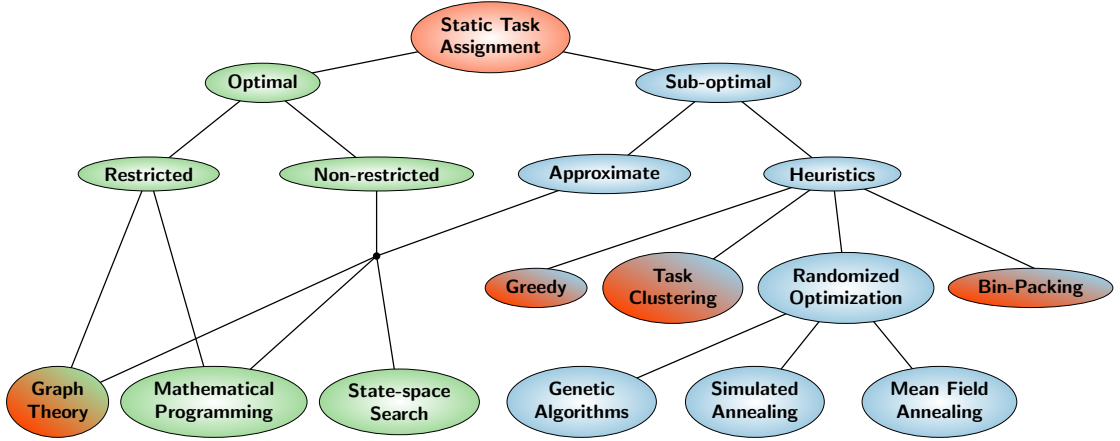 Static Task
Assignment
Optimal
Sub-optimal
Restricted
Non-restricted
Approximate
Heuristics
Greedy
Task
Clustering
Randomized
Optimization
Bin-Packing
Graph
Theory
Mathematical
Programming
State-space
Search
Genetic
Algorithms
Simulated
Annealing
Mean Field
Annealing